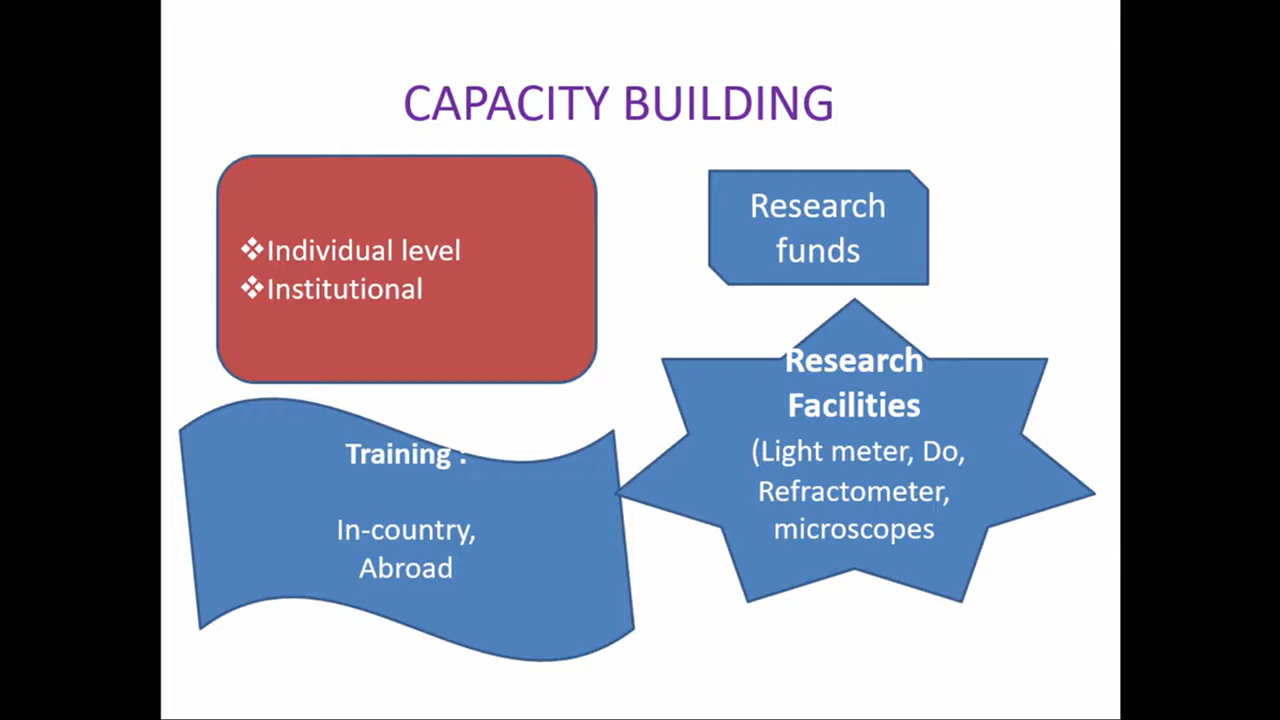 CAPACITY BUILDING
❖Individual level
❖Institutional
Research
funds
Research
Facilities
(Light meter, Do,
Refractometer,
microscopes
Training :
In-country,
Abroad